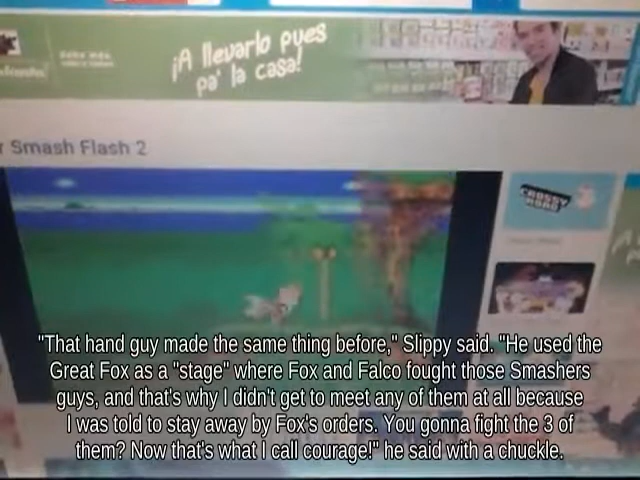 ¡A llevarlo pues
pa' la casa!
r Smash Flash 2
CROSSY
ROAD
"That hand guy made the same thing before," Slippy said. "He used the
Great Fox as a "stage" where Fox and Falco fought those Smashers
guys, and that's why I didn't get to meet any of them at all because
I was told to stay away by Fox's orders. You gonna fight the 3 of
them? Now that's what I call courage!" he said with a chuckle.